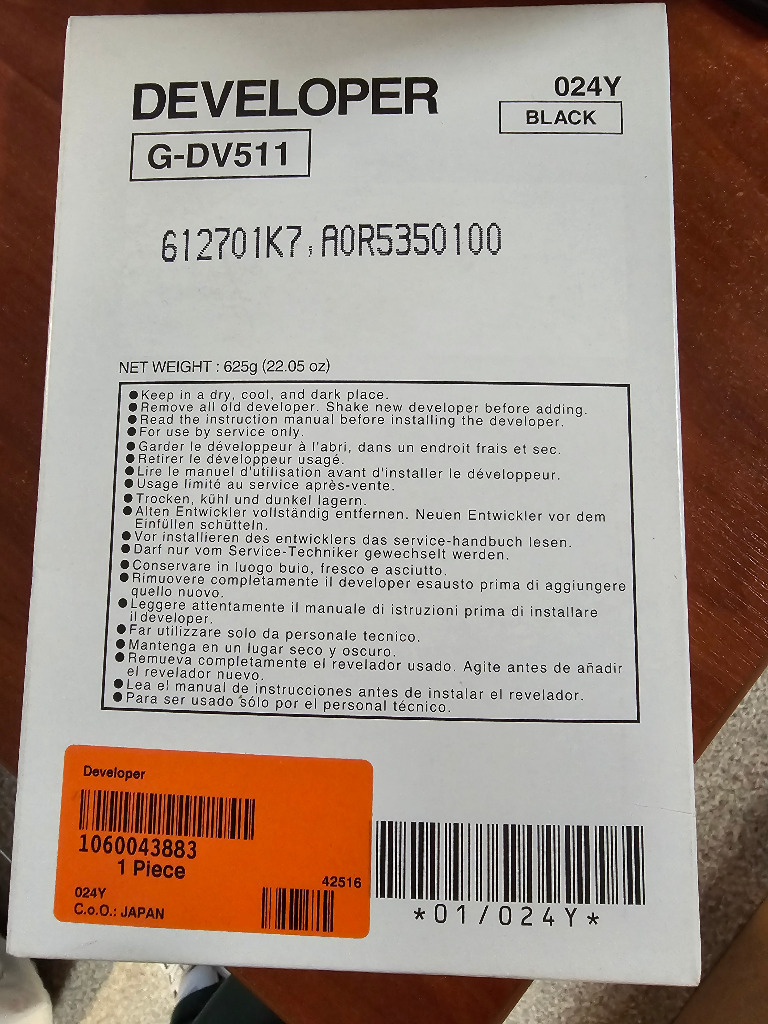 DEVELOPER
024Y
BLACK
G-DV511
612701K7, A0R5350100
NET WEIGHT : 625g (22.05 oz)
● Keep in a dry, cool, and dark place.
● Remove all old developer. Shake new developer before adding.
● Read the instruction manual before installing the developer.
● For use by service only.
● Garder le développeur à l'abri, dans un endroit frais et sec.
● Retirer le développeur usagé.
● Lire le manuel d'utilisation avant d'installer le développeur.
● Usage limité au service après-vente.
● Trocken, kühl und dunkel lagern.
● Alten Entwickler vollständig entfernen. Neuen Entwickler vor dem
Einfüllen schütteln.
● Vor installieren des entwicklers das service-handbuch lesen.
● Darf nur vom Service-Techniker gewechselt werden.
● Conservare in luogo buio, fresco e asciutto.
● Rimuovere completamente il developer esausto prima di aggiungere
quello nuovo.
● Leggere attentamente il manuale di istruzioni prima di installare
il developer.
● Far utilizzare solo da personale tecnico.
● Mantenga en un lugar seco y oscuro.
● Remueva completamente el revelador usado. Agite antes de añadir
el revelador nuevo.
● Lea el manual de instrucciones antes de instalar el revelador.
● Para ser usado sólo por el personal técnico.
Developer
1060043883
1 Piece
42516
024Y
C.o.O.: JAPAN
*01/024Y*